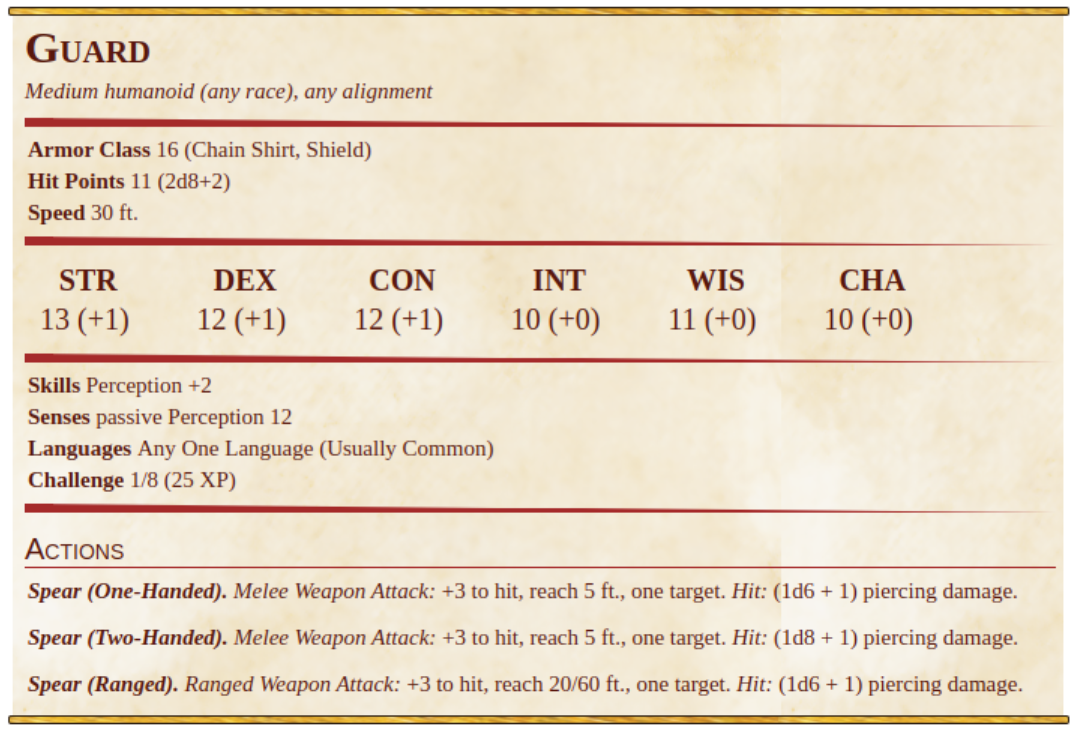 GUARD
Medium humanoid (any race), any alignment
Armor Class 16 (Chain Shirt, Shield)
Hit Points 11 (2d8+2)
Speed 30 ft.
STR DEX CON INT WIS CHA
13 (+1) 12 (+1) 12 (+1) 10 (+0) 11 (+0) 10 (+0)
Skills Perception +2
Senses passive Perception 12
Languages Any One Language (Usually Common)
Challenge 1/8 (25 XP)
ACTIONS
Spear (One-Handed). Melee Weapon Attack: +3 to hit, reach 5 ft., one target. Hit: (1d6 + 1) piercing damage.
Spear (Two-Handed). Melee Weapon Attack: +3 to hit, reach 5 ft., one target. Hit: (1d8 + 1) piercing damage.
Spear (Ranged). Ranged Weapon Attack: +3 to hit, reach 20/60 ft., one target. Hit: (1d6 + 1) piercing damage.